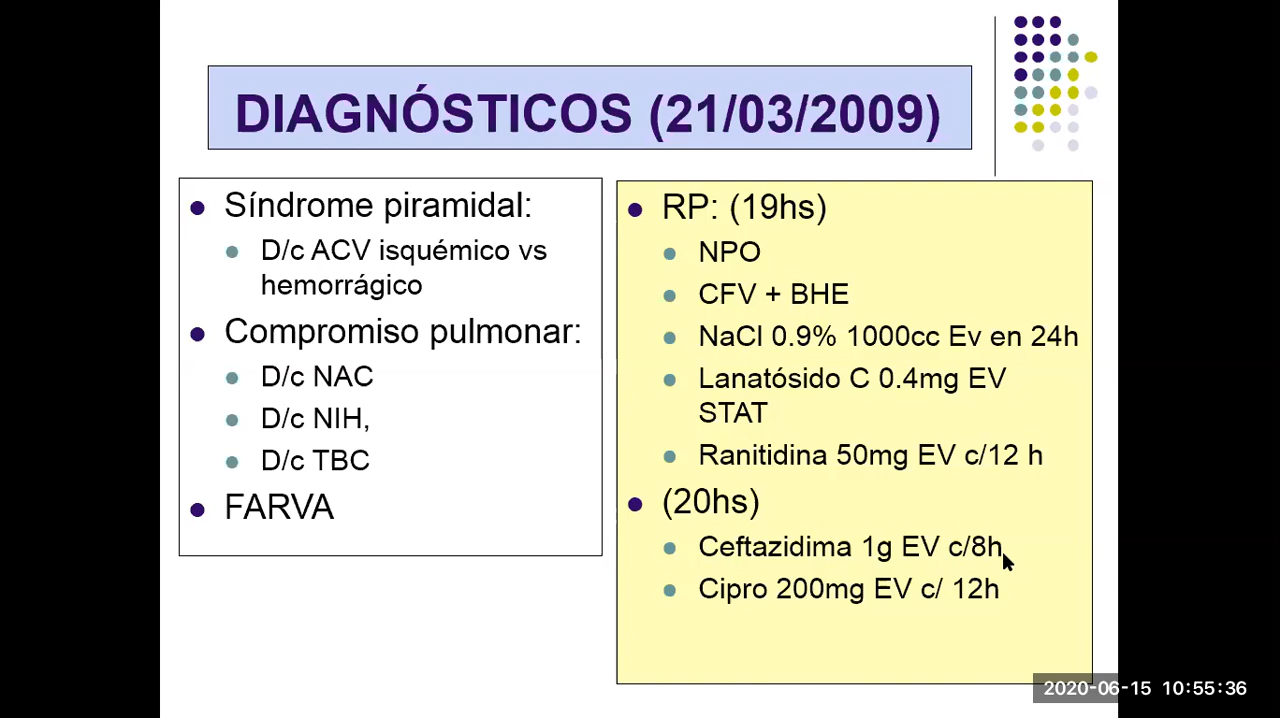 DIAGNÓSTICOS (21/03/2009)
Síndrome piramidal:
D/c ACV isquémico vs
hemorrágico
Compromiso pulmonar:
D/c NAC
D/c NIH,
D/c TBC
FARVA
RP: (19hs)
NPO
CFV + BHE
NaCl 0.9% 1000cc Ev en 24h
Lanatósido C 0.4mg EV
STAT
Ranitidina 50mg EV c/12 h
(20hs)
Ceftazidima 1g EV c/8h
Cipro 200mg EV c/ 12h
2020-06-15 10:55:36